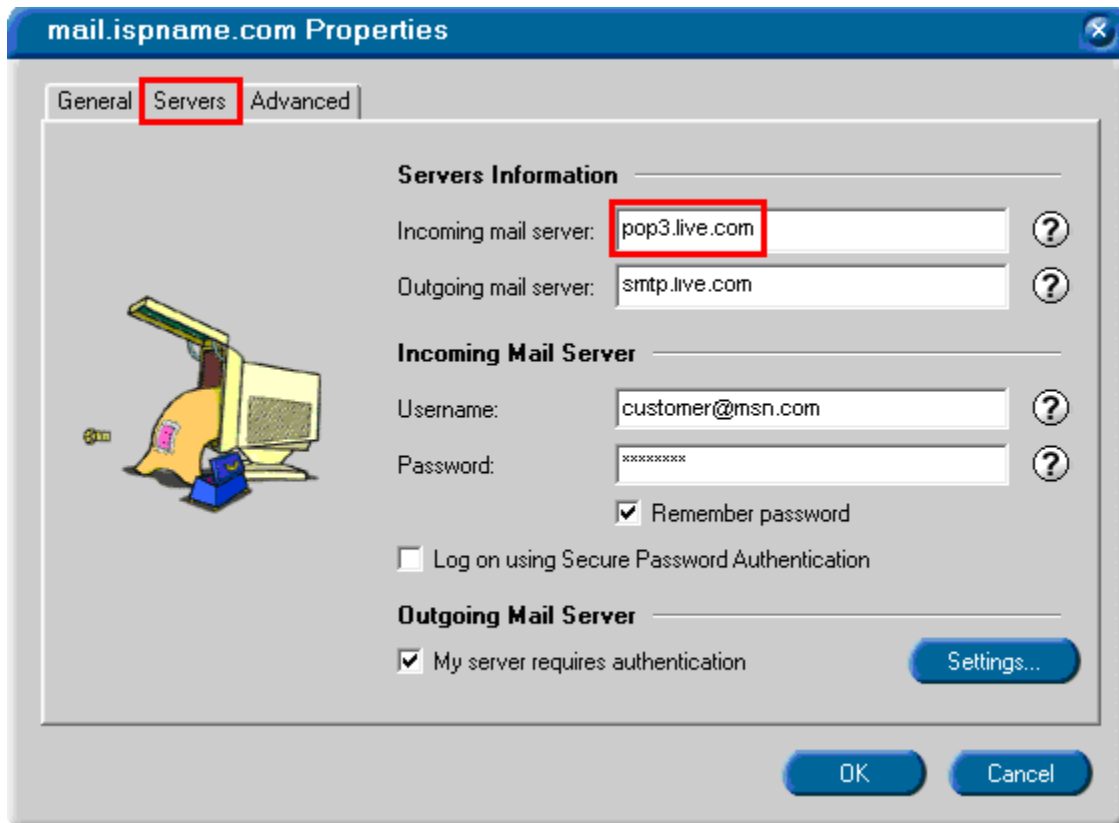 mail.ispname.com Properties
General Servers Advanced
Servers Information
Incoming mail server: pop3.live.com
Outgoing mail server: smtp.live.com
Incoming Mail Server
Username: customer@msn.com
Password: ********
Remember password
Log on using Secure Password Authentication
Outgoing Mail Server
My server requires authentication Settings...
OK Cancel